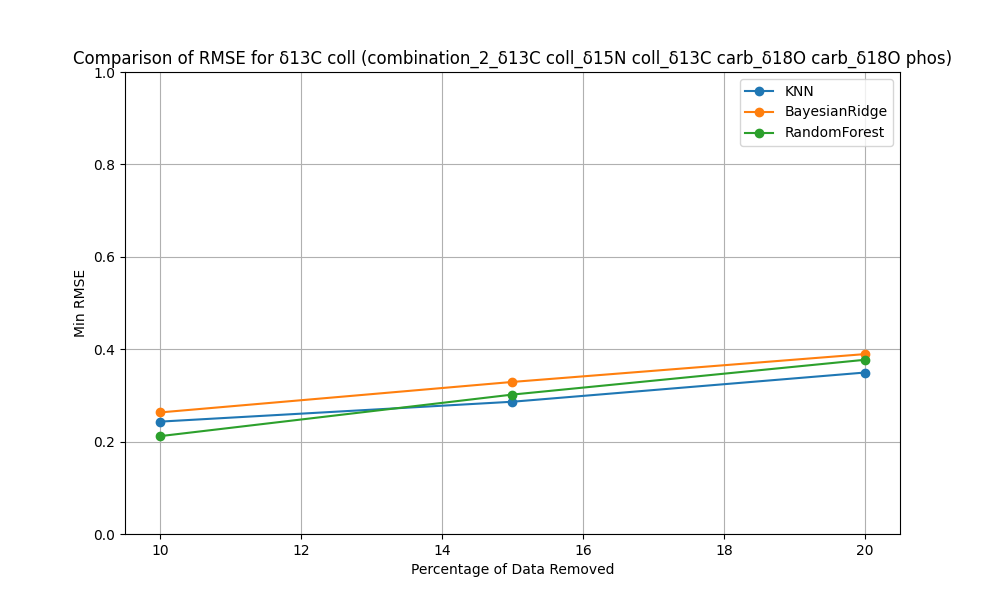 Comparison of RMSE for δ13C coll (combination_2_δ13C coll_δ15N coll_δ13C carb_δ18O carb_δ18O phos)
1.0
0.8
0.6
0.4
0.2
0.0
Min RMSE
KNN
BayesianRidge
RandomForest
10 12 14 16 18 20
Percentage of Data Removed